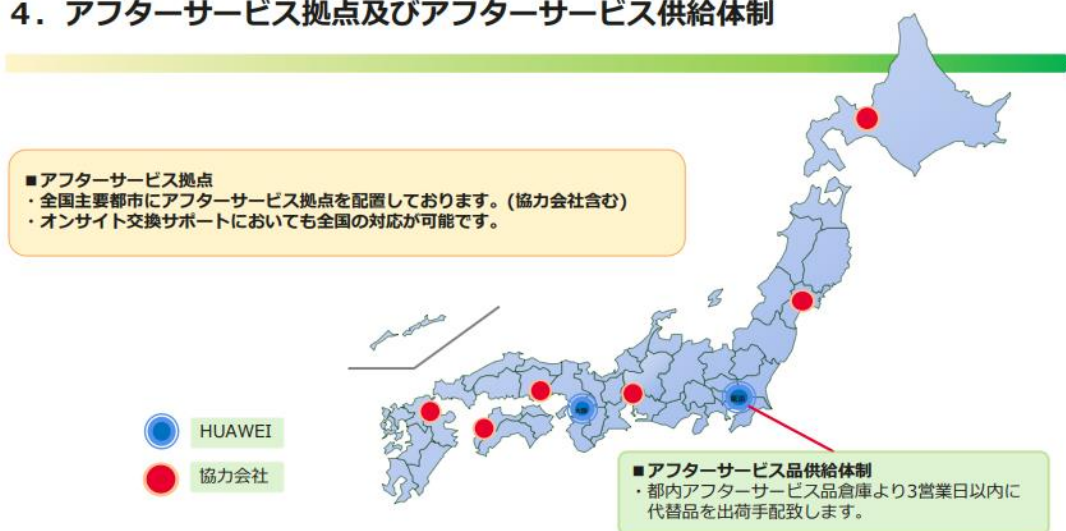 4．アフターサービス拠点及びアフターサービス供給体制
■アフターサービス拠点
・全国主要都市にアフターサービス拠点を配置しております。(協力会社含む)
・オンサイト交換サポートにおいても全国の対応が可能です。
HUAWEI
協力会社
■アフターサービス品供給体制
・都内アフターサービス品倉庫より3営業日以内に
代替品を出荷手配致します。